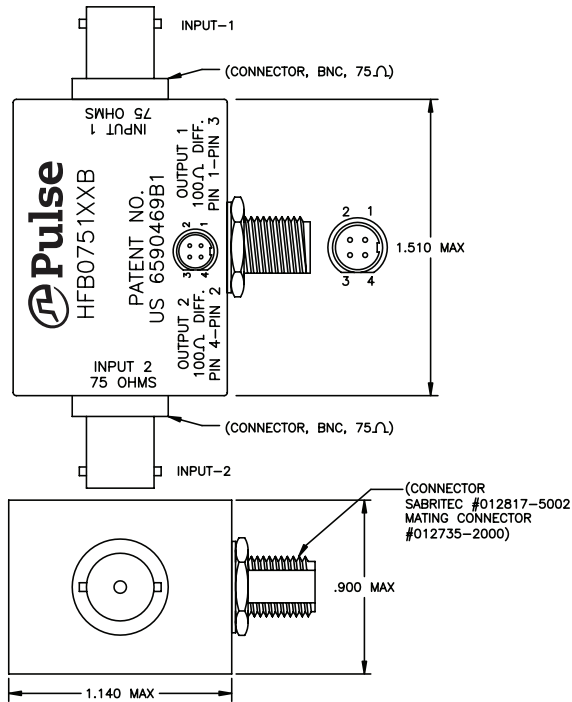 INPUT-1
(CONNECTOR, BNC, 75Ω)
INPUT 1
75 OHMS
Pulse
HFB0751XXB
PATENT NO.
US 6590469B1
OUTPUT 1
100Ω DIFF.
PIN 1-PIN 3
2 1
3 4
OUTPUT 2
100Ω DIFF.
PIN 4-PIN 2
2 1
3 4
1.510 MAX
INPUT 2
75 OHMS
(CONNECTOR, BNC, 75Ω)
INPUT-2
(CONNECTOR
SABRITEC #012817-5002
MATING CONNECTOR
#012735-2000)
.900 MAX
1.140 MAX